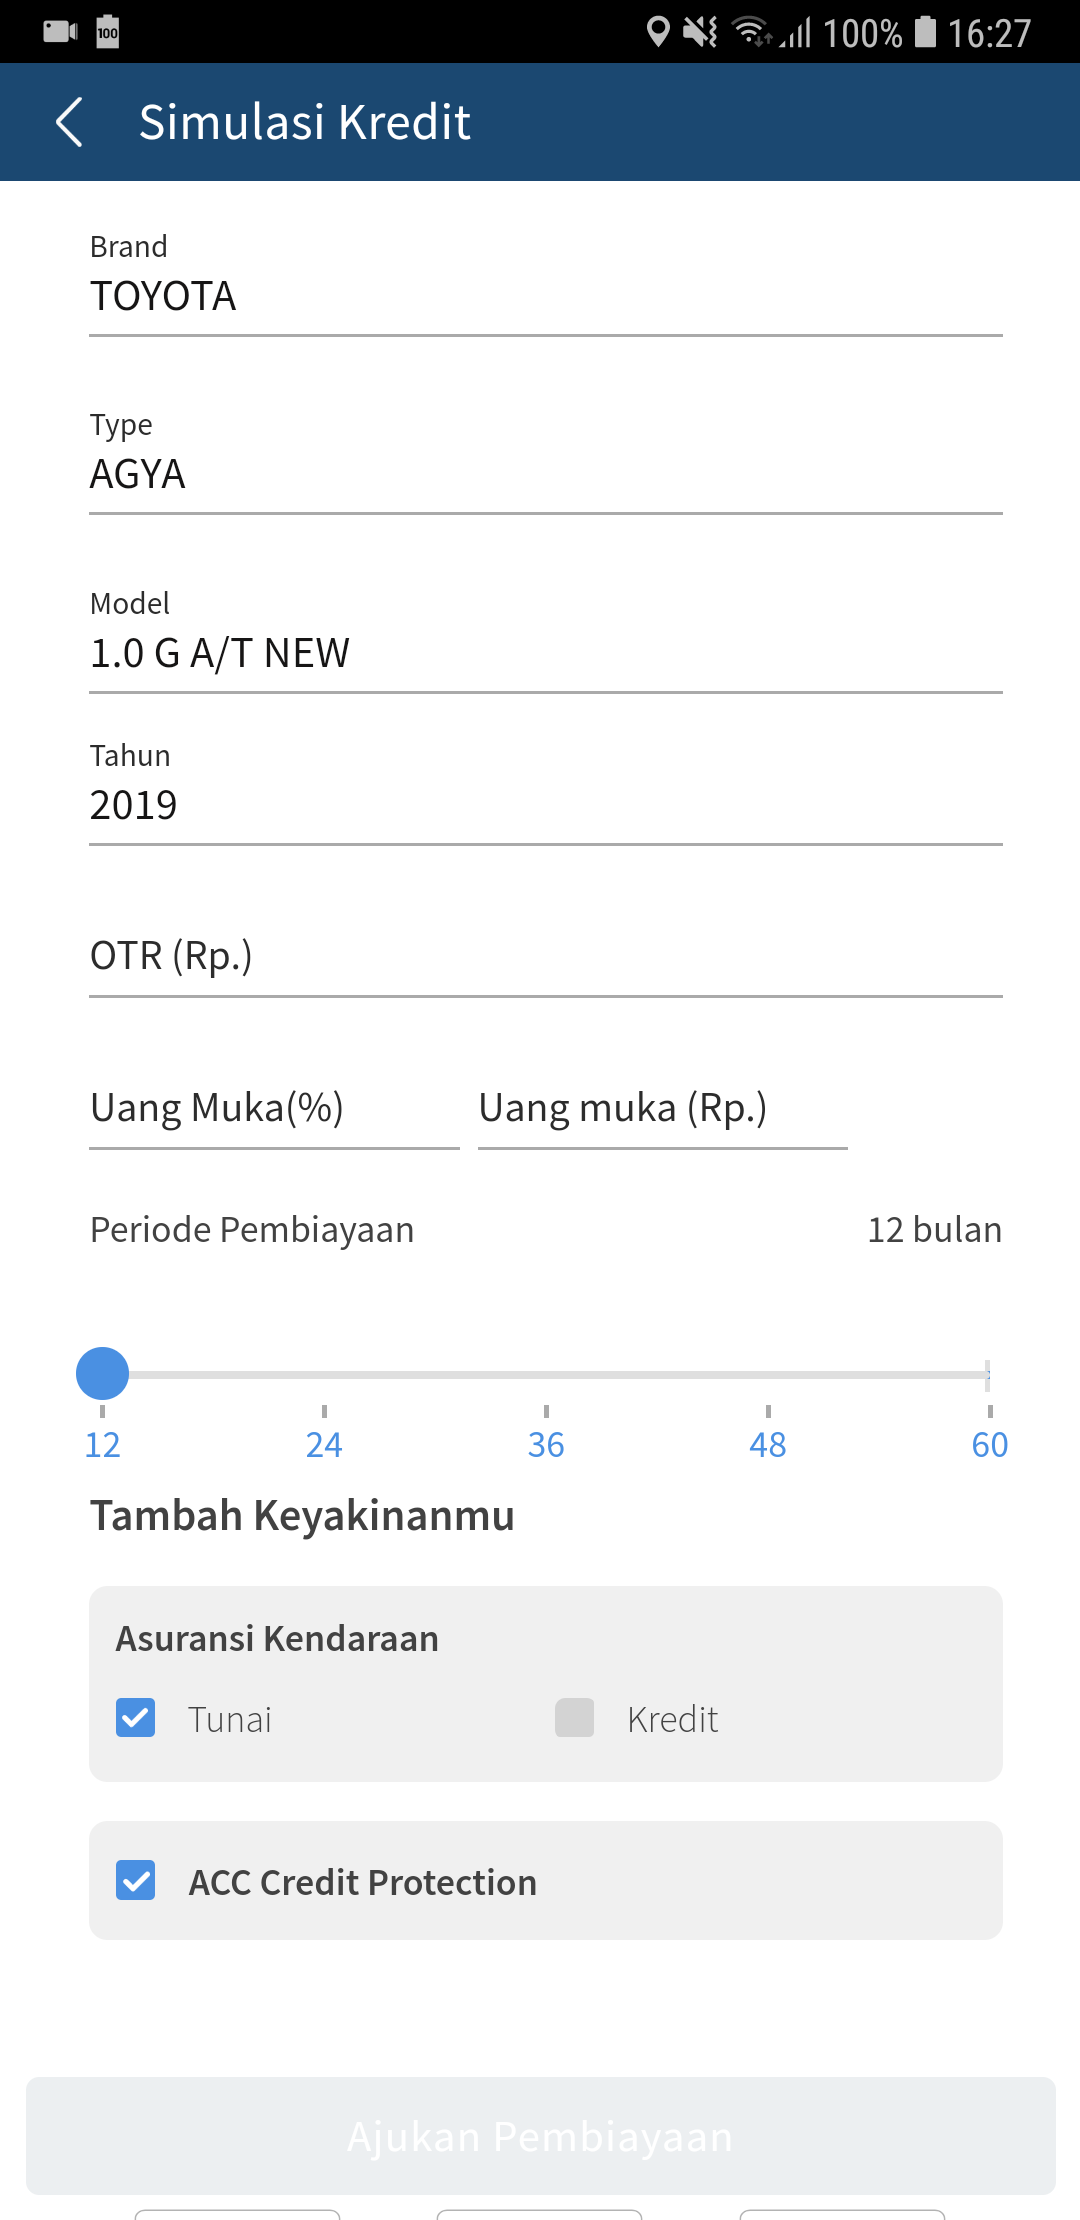 100 100% 16:27
Simulasi Kredit
Brand
TOYOTA
Type
AGYA
Model
1.0 G A/T NEW
Tahun
2019
OTR (Rp.)
Uang Muka(%) Uang muka (Rp.)
Periode Pembiayaan 12 bulan
12 24 36 48 60
Tambah Keyakinanmu
Asuransi Kendaraan
Tunai Kredit
ACC Credit Protection
Ajukan Pembiayaan